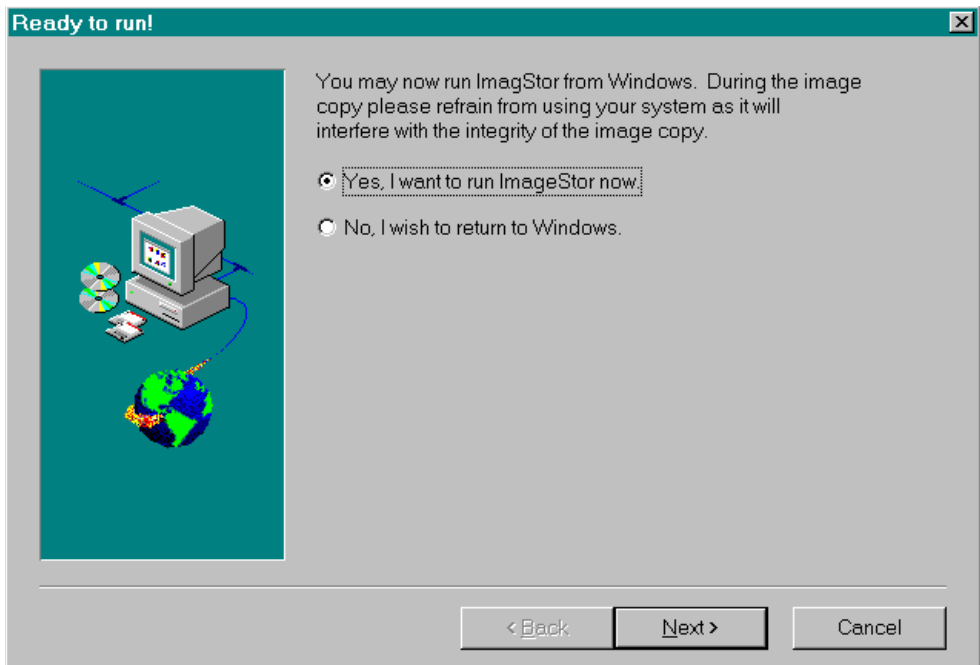 Ready to run!
You may now run ImagStor from Windows. During the image
copy please refrain from using your system as it will
interfere with the integrity of the image copy.
Yes, I want to run ImageStor now.
No, I wish to return to Windows.
< Back
Next >
Cancel